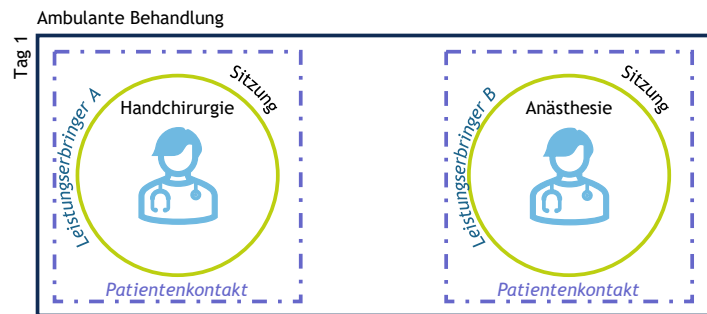 Ambulante Behandlung
Tag 1
Leistungserbringer A
Handchirurgie
Sitzung
Patientenkontakt
Leistungserbringer B
Anästhesie
Sitzung
Patientenkontakt